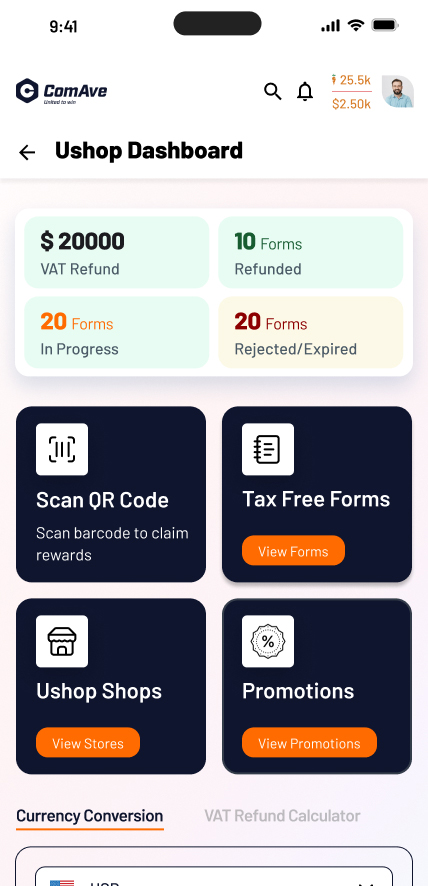 9:41
ComAve
United to win
25.5k
$2.50k
Ushop Dashboard
$ 20000
VAT Refund
10 Forms
Refunded
20 Forms
In Progress
20 Forms
Rejected/Expired
Scan QR Code
Scan barcode to claim
rewards
Tax Free Forms
View Forms
Ushop Shops
View Stores
%
Promotions
View Promotions
Currency Conversion
VAT Refund Calculator
USD